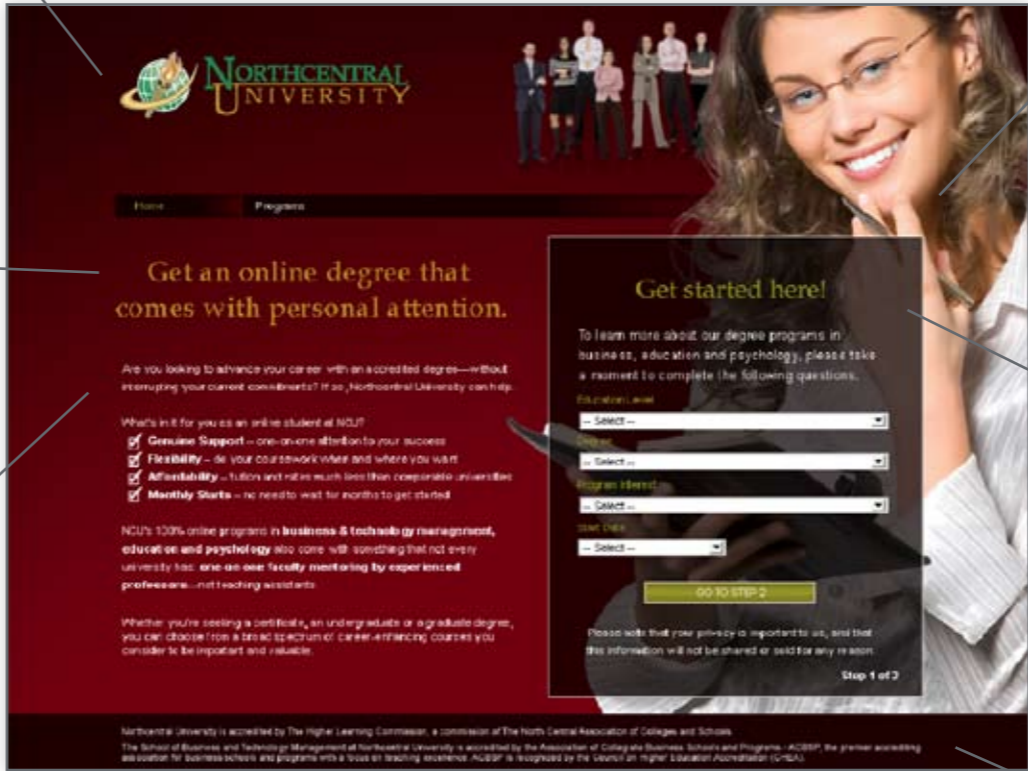 NORTHCENTRAL
UNIVERSITY
Home Programs
Get an online degree that
comes with personal attention.
Are you looking to advance your career with an accredited degree—without
interrupting your current commitments? If so, Northcentral University can help.
What's in it for you as an online student at NCU?
Genuine Support – one-on-one attention to your success
Flexibility – do your coursework when and where you want
Affordability – tuition and rates much less than comparable universities
Monthly Starts – no need to wait for months to get started
NCU's 100% online programs in business & technology management,
education and psychology also come with something that not every
university has: one-on-one faculty mentoring by experienced
professors—not teaching assistants.
Whether you're seeking a certificate, an undergraduate or a graduate degree,
you can choose from a broad spectrum of career-enhancing courses you
consider to be important and valuable.
Get started here!
To learn more about our degree programs in
business, education and psychology, please take
a moment to complete the following questions.
Education Level
-- Select --
Degree
-- Select --
Program Interest
-- Select --
Start Date
-- Select --
GO TO STEP 2
Please note that your privacy is important to us, and that
this information will not be shared or sold for any reason.
Step 1 of 2
Northcentral University is accredited by The Higher Learning Commission, a commission of The North Central Association of Colleges and Schools.
The School of Business and Technology Management at Northcentral University is accredited by the Association of Collegiate Business Schools and Programs - ACBSP, the premier accrediting
association for business schools and programs with a focus on teaching excellence. ACBSP is recognized by the Council on Higher Education Accreditation (CHEA).